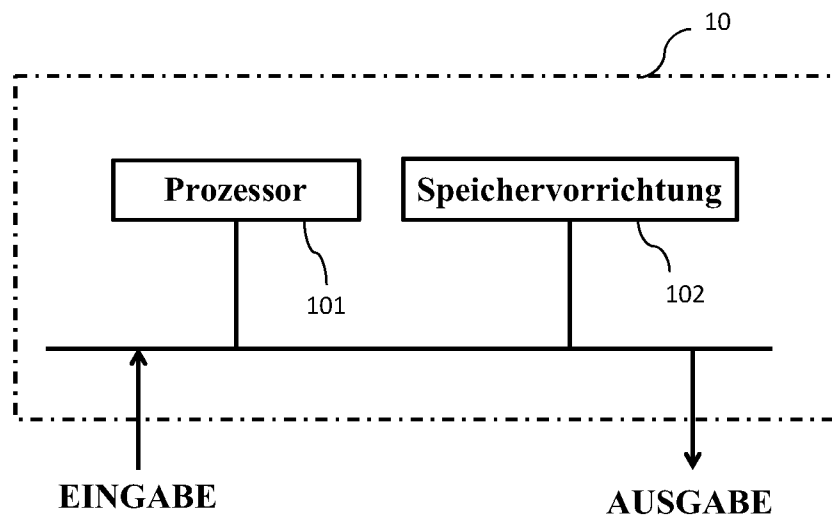 10
Prozessor
Speichervorrichtung
101
102
EINGABE
AUSGABE